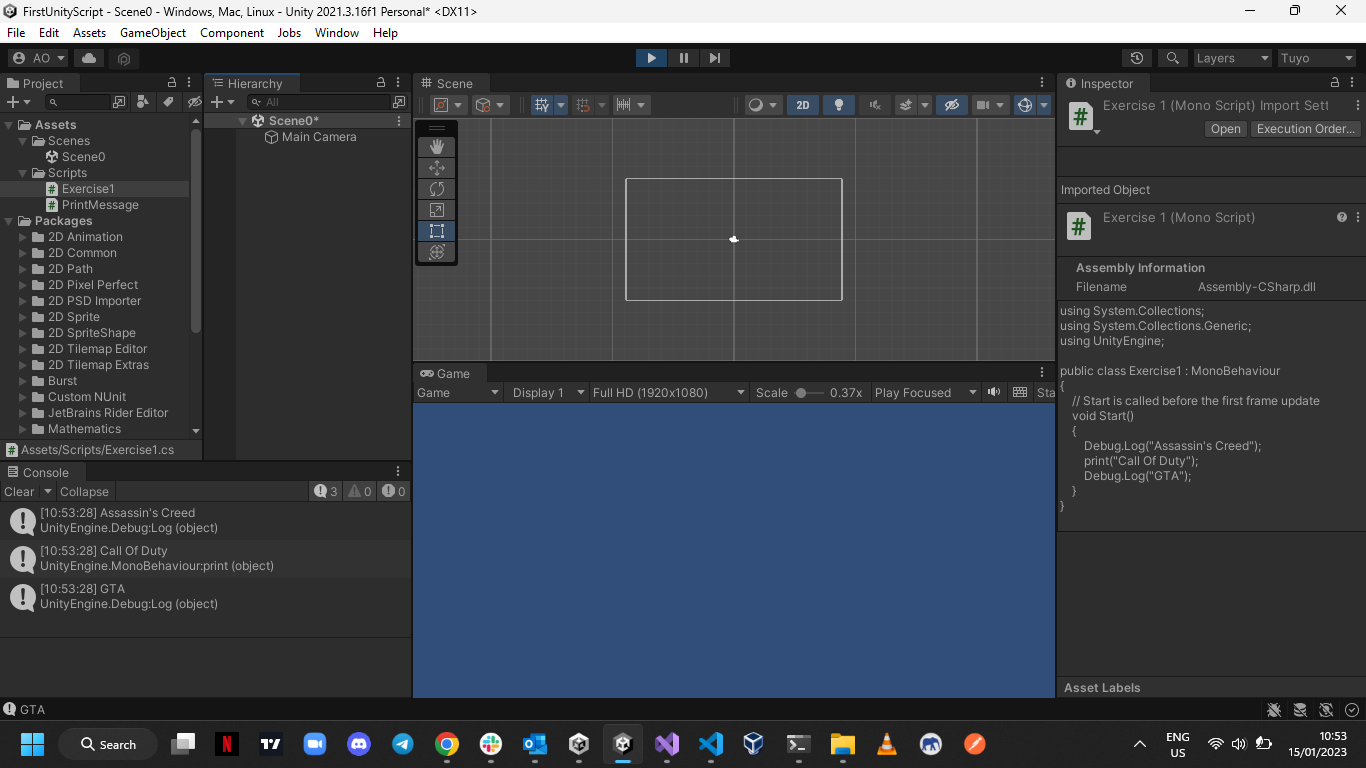 FirstUnityScript - Scene0 - Windows, Mac, Linux - Unity 2021.3.16f1 Personal* <DX11>
File Edit Assets GameObject Component Jobs Window Help
AO
Layers
Tuyo
Project
Assets
Scenes
Scene0
Scripts
Exercise1
PrintMessage
Packages
2D Animation
2D Common
2D Path
2D Pixel Perfect
2D PSD Importer
2D Sprite
2D SpriteShape
2D Tilemap Editor
2D Tilemap Extras
Burst
Custom NUnit
JetBrains Rider Editor
Mathematics
Assets/Scripts/Exercise1.cs
Hierarchy
All
Scene0*
Main Camera
Scene
2D
Game
Game Display 1 Full HD (1920x1080) Scale 0.37x Play Focused Sta
Inspector
Exercise 1 (Mono Script) Import Sett
Open Execution Order...
Imported Object
Exercise 1 (Mono Script)
Assembly Information
Filename Assembly-CSharp.dll
using System.Collections;
using System.Collections.Generic;
using UnityEngine;
public class Exercise1 : MonoBehaviour
{
// Start is called before the first frame update
void Start()
{
Debug.Log("Assassin's Creed");
print("Call Of Duty");
Debug.Log("GTA");
}
}
Asset Labels
Console
Clear Collapse 3 0 0
[10:53:28] Assassin's Creed
UnityEngine.Debug:Log (object)
[10:53:28] Call Of Duty
UnityEngine.MonoBehaviour:print (object)
[10:53:28] GTA
UnityEngine.Debug:Log (object)
GTA
Search
ENG
US
10:53
15/01/2023